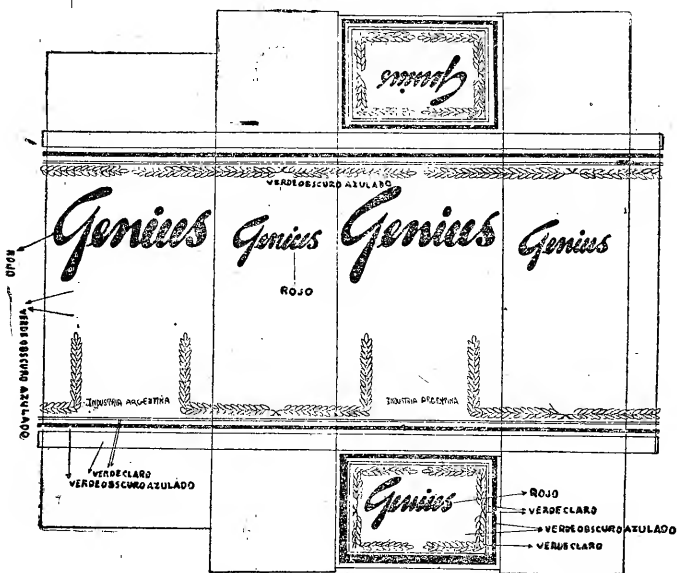 Genius
VERDEOBSCURO AZULADO
Genius
Genius
Genius
Genius
ROJO
ROJO
VERDE OBSCURO AZULADO
INDUSTRIA ARGENTINA
INDUSTRIA ARGENTINA
VERDECLARO
VERDEOBSCURO AZULADO
Genius
ROJO
VERDECLARO
VERDEOBSCURO AZULADO
VERDECLARO